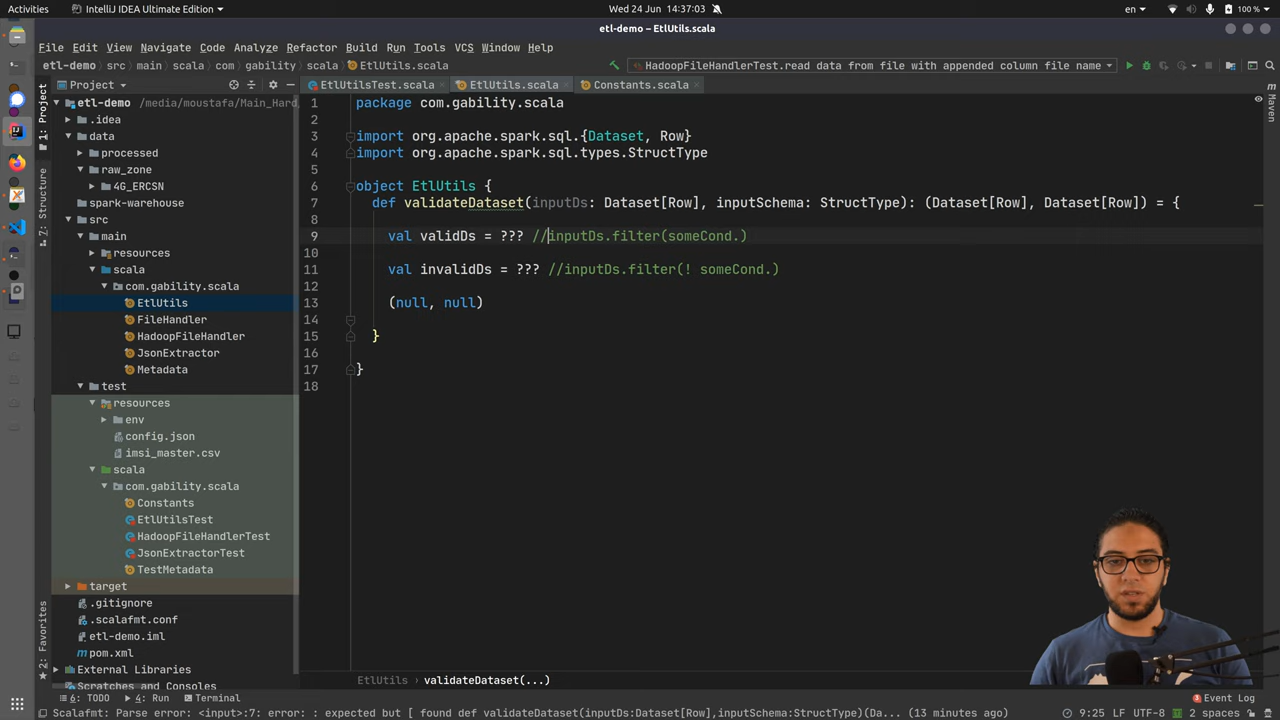 Activities
IntelliJ IDEA Ultimate Edition
Wed 24 Jun 14:37:03
en
100 %
etl-demo – EtlUtils.scala
File Edit View Navigate Code Analyze Refactor Build Run Tools VCS Window Help
etl-demo › src › main › scala › com › gability › scala › EtlUtils.scala
HadoopFileHandlerTest.read data from file with appended column file name
Project
EtlUtilsTest.scala
EtlUtils.scala
Constants.scala
1: Project
7: Structure
2: Favorites
Maven
etl-demo /media/moustafa/Main_Hard
.idea
data
processed
raw_zone
4G_ERCSN
spark-warehouse
src
main
resources
scala
com.gability.scala
EtlUtils
FileHandler
HadoopFileHandler
JsonExtractor
Metadata
test
resources
env
config.json
imsi_master.csv
scala
com.gability.scala
Constants
EtlUtilsTest
HadoopFileHandlerTest
JsonExtractorTest
TestMetadata
target
.gitignore
.scalafmt.conf
etl-demo.iml
pom.xml
External Libraries
Scratches and Consoles
1 package com.gability.scala
2
3 import org.apache.spark.sql.{Dataset, Row}
4 import org.apache.spark.sql.types.StructType
5
6 object EtlUtils {
7 def validateDataset(inputDs: Dataset[Row], inputSchema: StructType): (Dataset[Row], Dataset[Row]) = {
8
9 val validDs = ??? //inputDs.filter(someCond.)
10
11 val invalidDs = ??? //inputDs.filter(! someCond.)
12
13 (null, null)
14
15 }
16
17 }
18
EtlUtils › validateDataset(...)
6: TODO
4: Run
Terminal
1 Event Log
Scalafmt: Parse error: <input>:7: error: : expected but [ found def validateDataset(inputDs:Dataset[Row],inputSchema:StructType):(Da... (13 minutes ago)
9:25 LF UTF-8 2 spaces